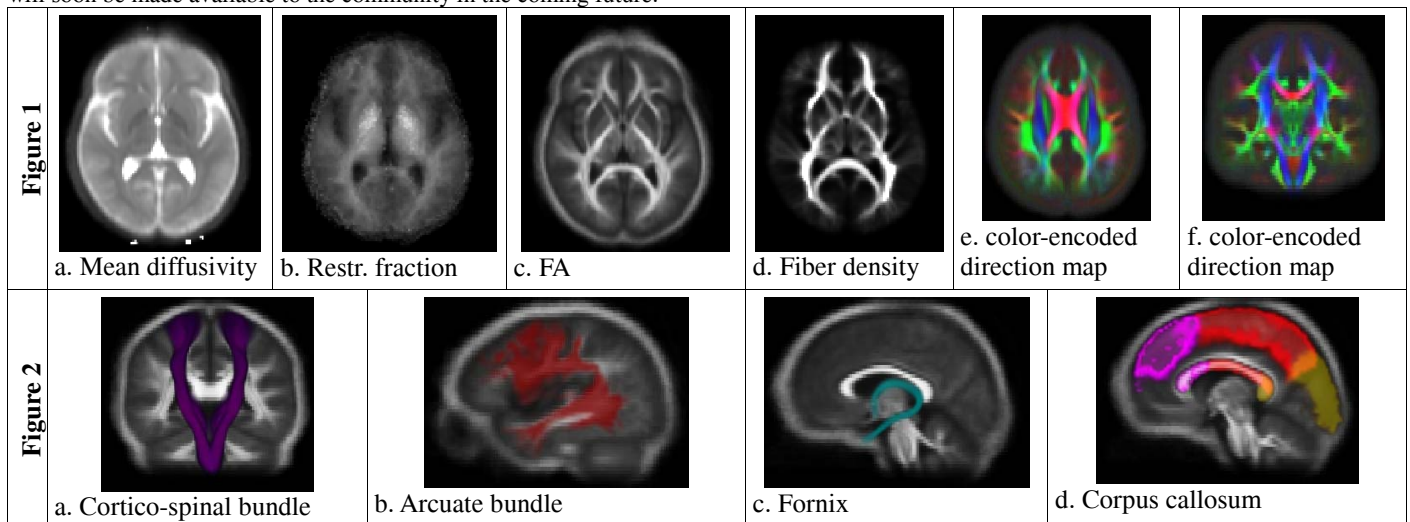 will soon be made available to the community in the coming future.
Figure 1
a. Mean diffusivity
b. Restr. fraction
c. FA
d. Fiber density
e. color-encoded
direction map
f. color-encoded
direction map
Figure 2
a. Cortico-spinal bundle
b. Arcuate bundle
c. Fornix
d. Corpus callosum